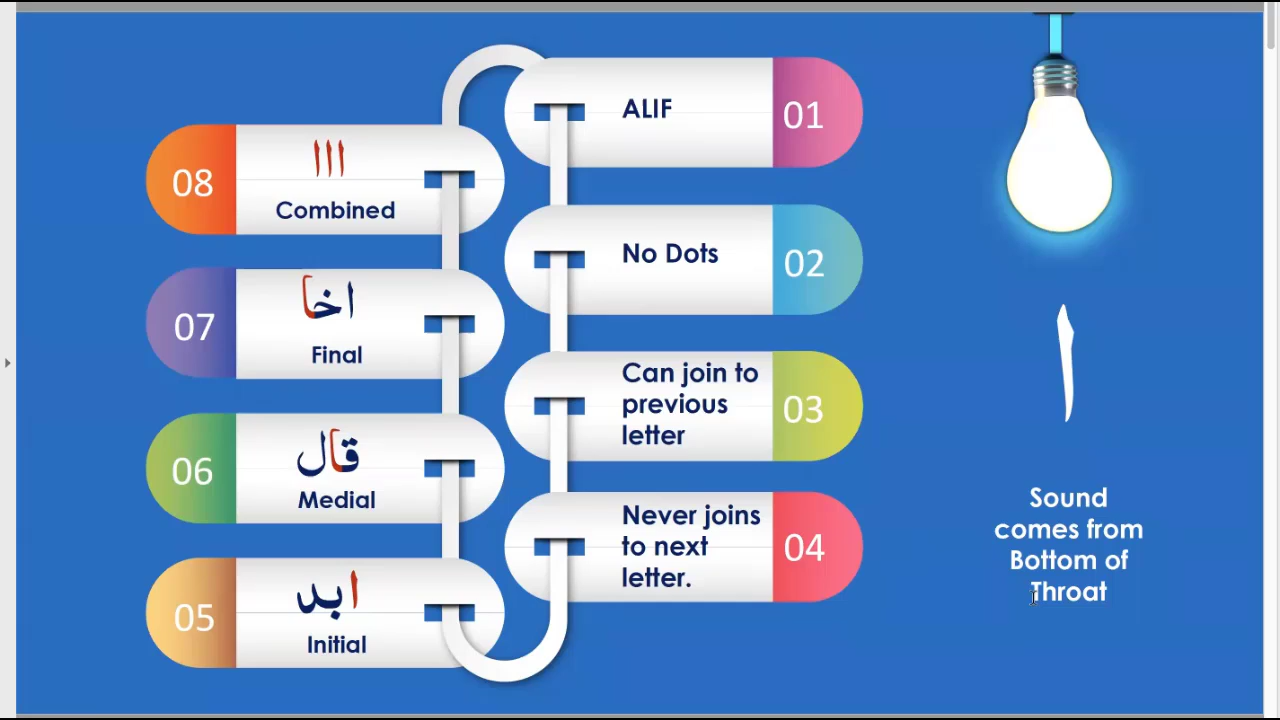 ALIF
01
No Dots
02
Can join to
previous
letter
03
Never joins
to next
letter.
04
ابد
Initial
05
قال
Medial
06
اخا
Final
07
ااا
Combined
08
ا
Sound
comes from
Bottom of
Throat